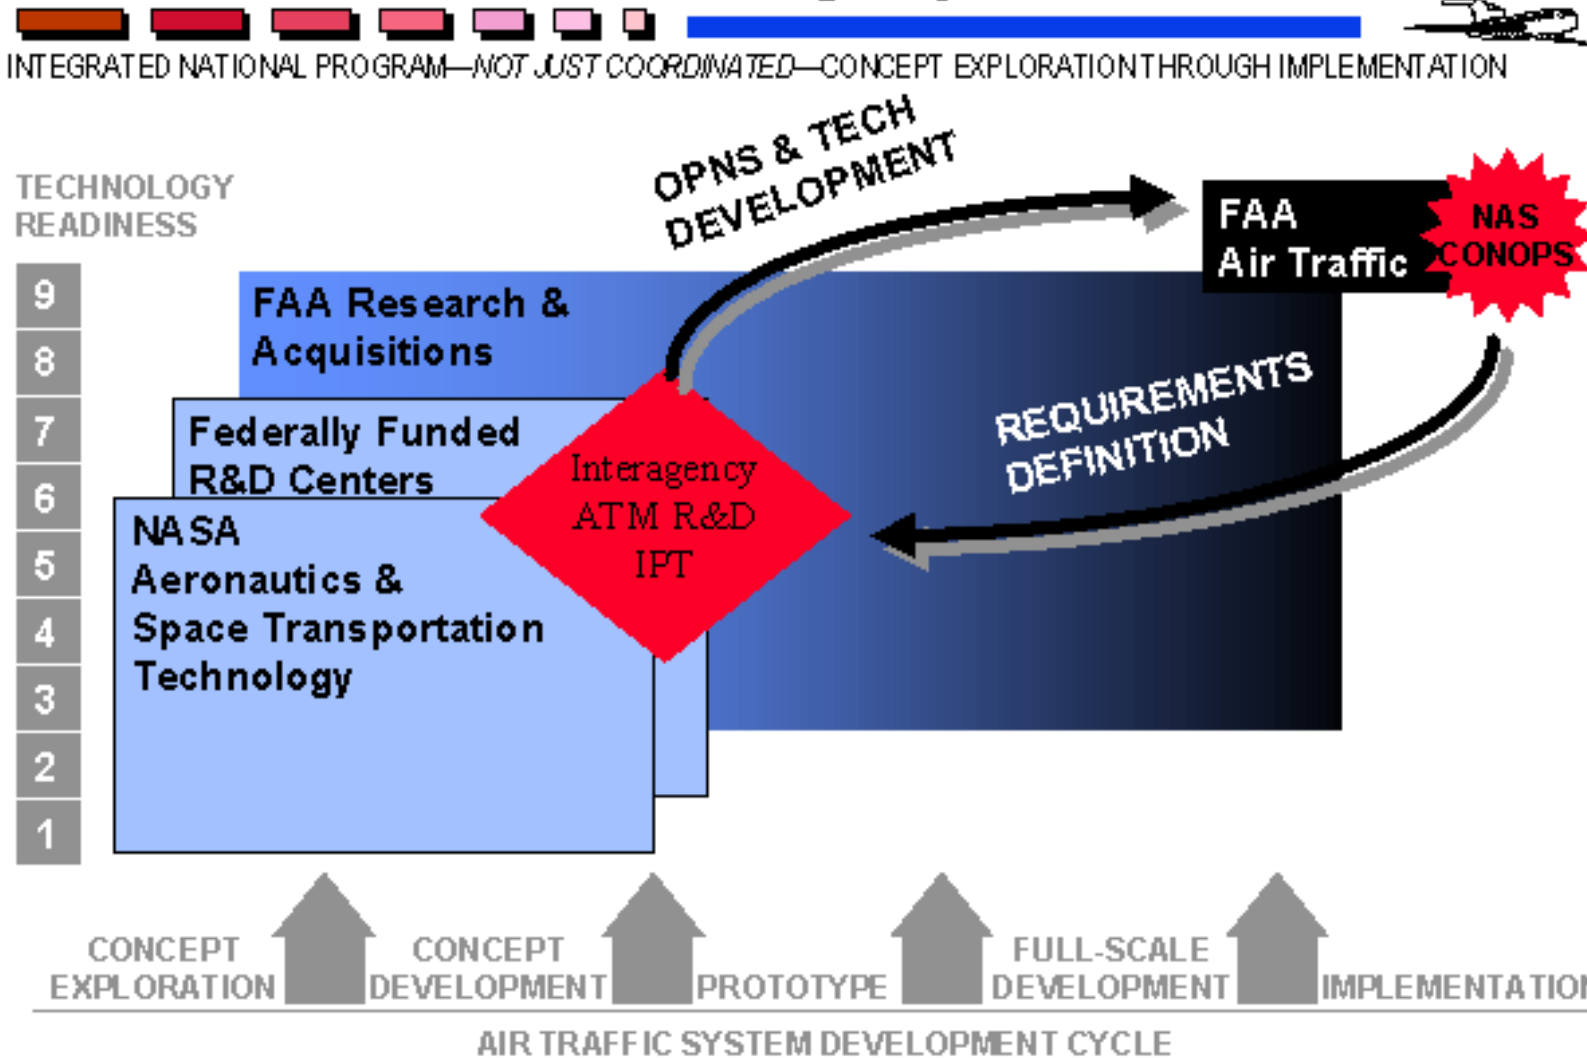 INTEGRATED NATIONAL PROGRAM—NOT JUST COORDINATED—CONCEPT EXPLORATION THROUGH IMPLEMENTATION
OPNS & TECH
DEVELOPMENT
TECHNOLOGY
READINESS
FAA
Air Traffic
NAS
CONOPS
9
8
7
6
5
4
3
2
1
FAA Research &
Acquisitions
Federally Funded
R&D Centers
NASA
Aeronautics &
Space Transportation
Technology
Interagency
ATM R&D
IPT
REQUIREMENTS
DEFINITION
CONCEPT
EXPLORATION
CONCEPT
DEVELOPMENT
PROTOTYPE
FULL-SCALE
DEVELOPMENT
IMPLEMENTATION
AIR TRAFFIC SYSTEM DEVELOPMENT CYCLE